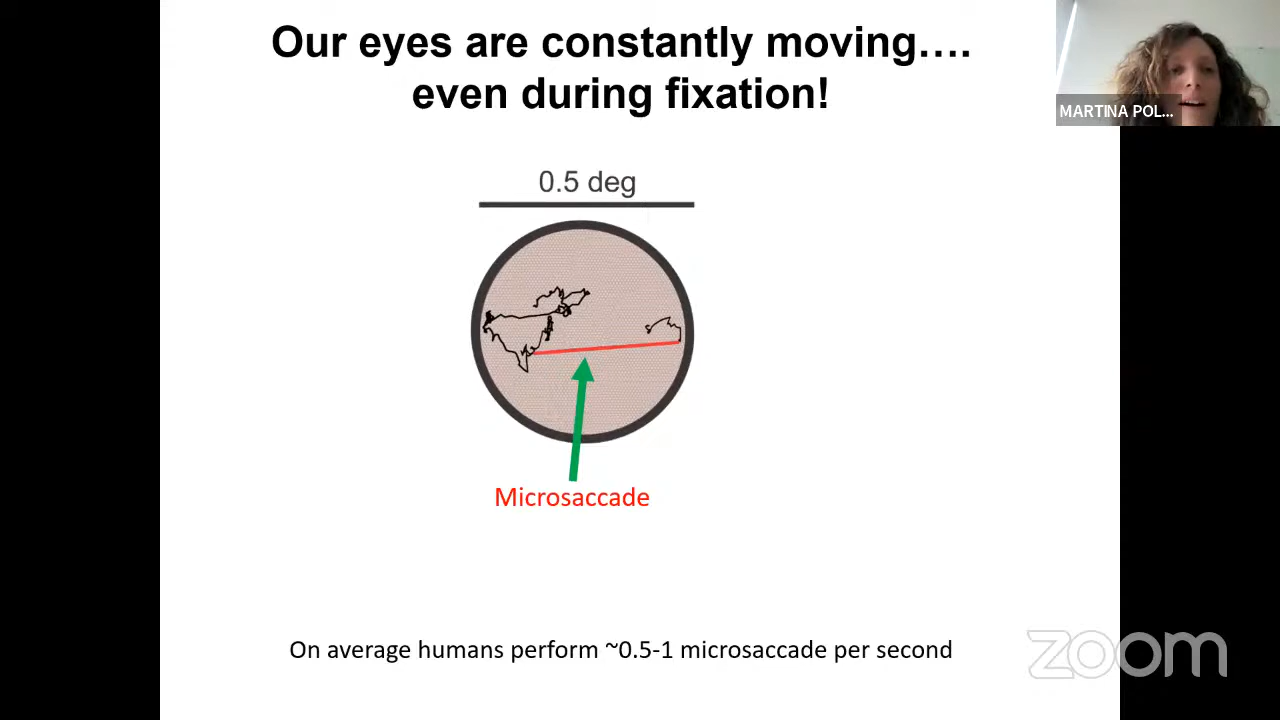 Our eyes are constantly moving….
even during fixation!
MARTINA POL...
0.5 deg
Microsaccade
On average humans perform ~0.5-1 microsaccade per second
zoom